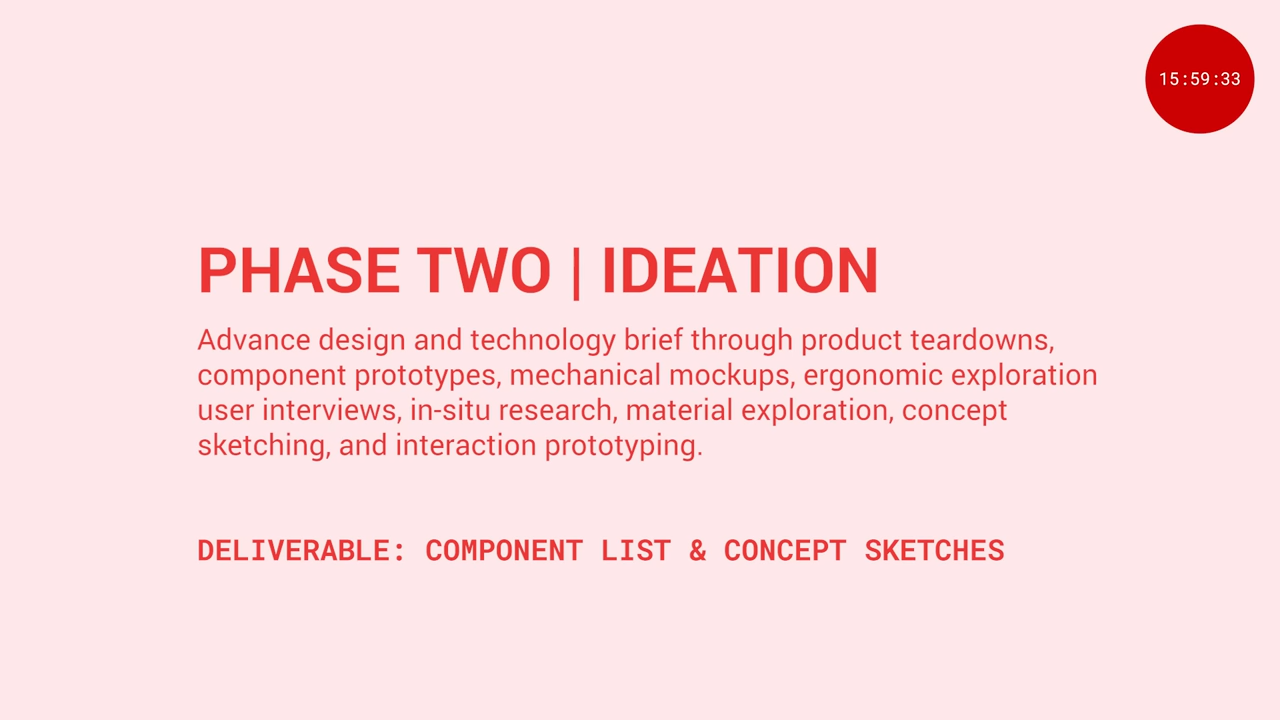 15:59:33
PHASE TWO | IDEATION
Advance design and technology brief through product teardowns,
component prototypes, mechanical mockups, ergonomic exploration
user interviews, in-situ research, material exploration, concept
sketching, and interaction prototyping.
DELIVERABLE: COMPONENT LIST & CONCEPT SKETCHES